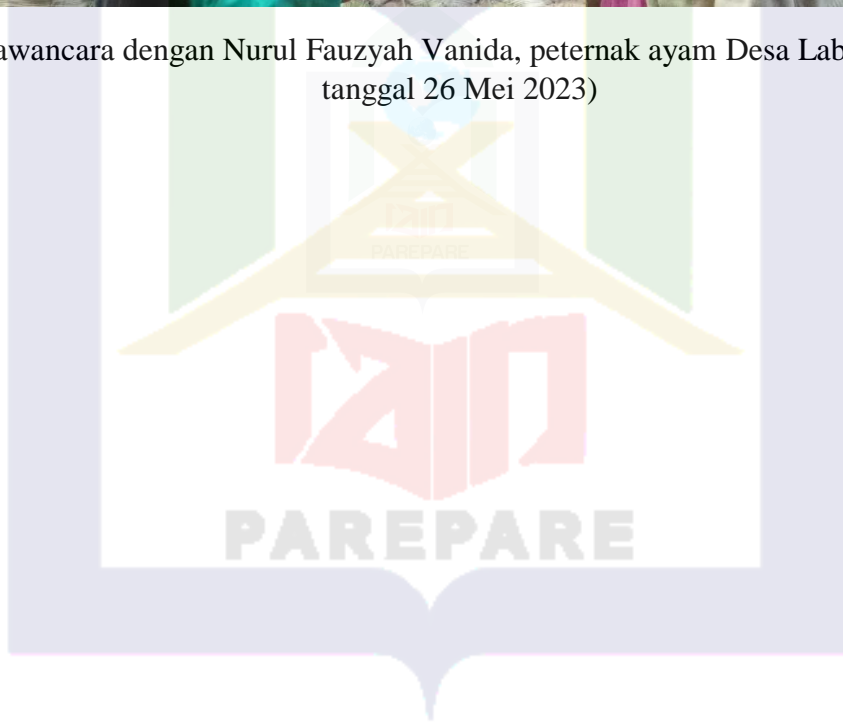 awancara dengan Nurul Fauzyah Vanida, peternak ayam Desa Lab
tanggal 26 Mei 2023)
PAREPARE
PAREPARE